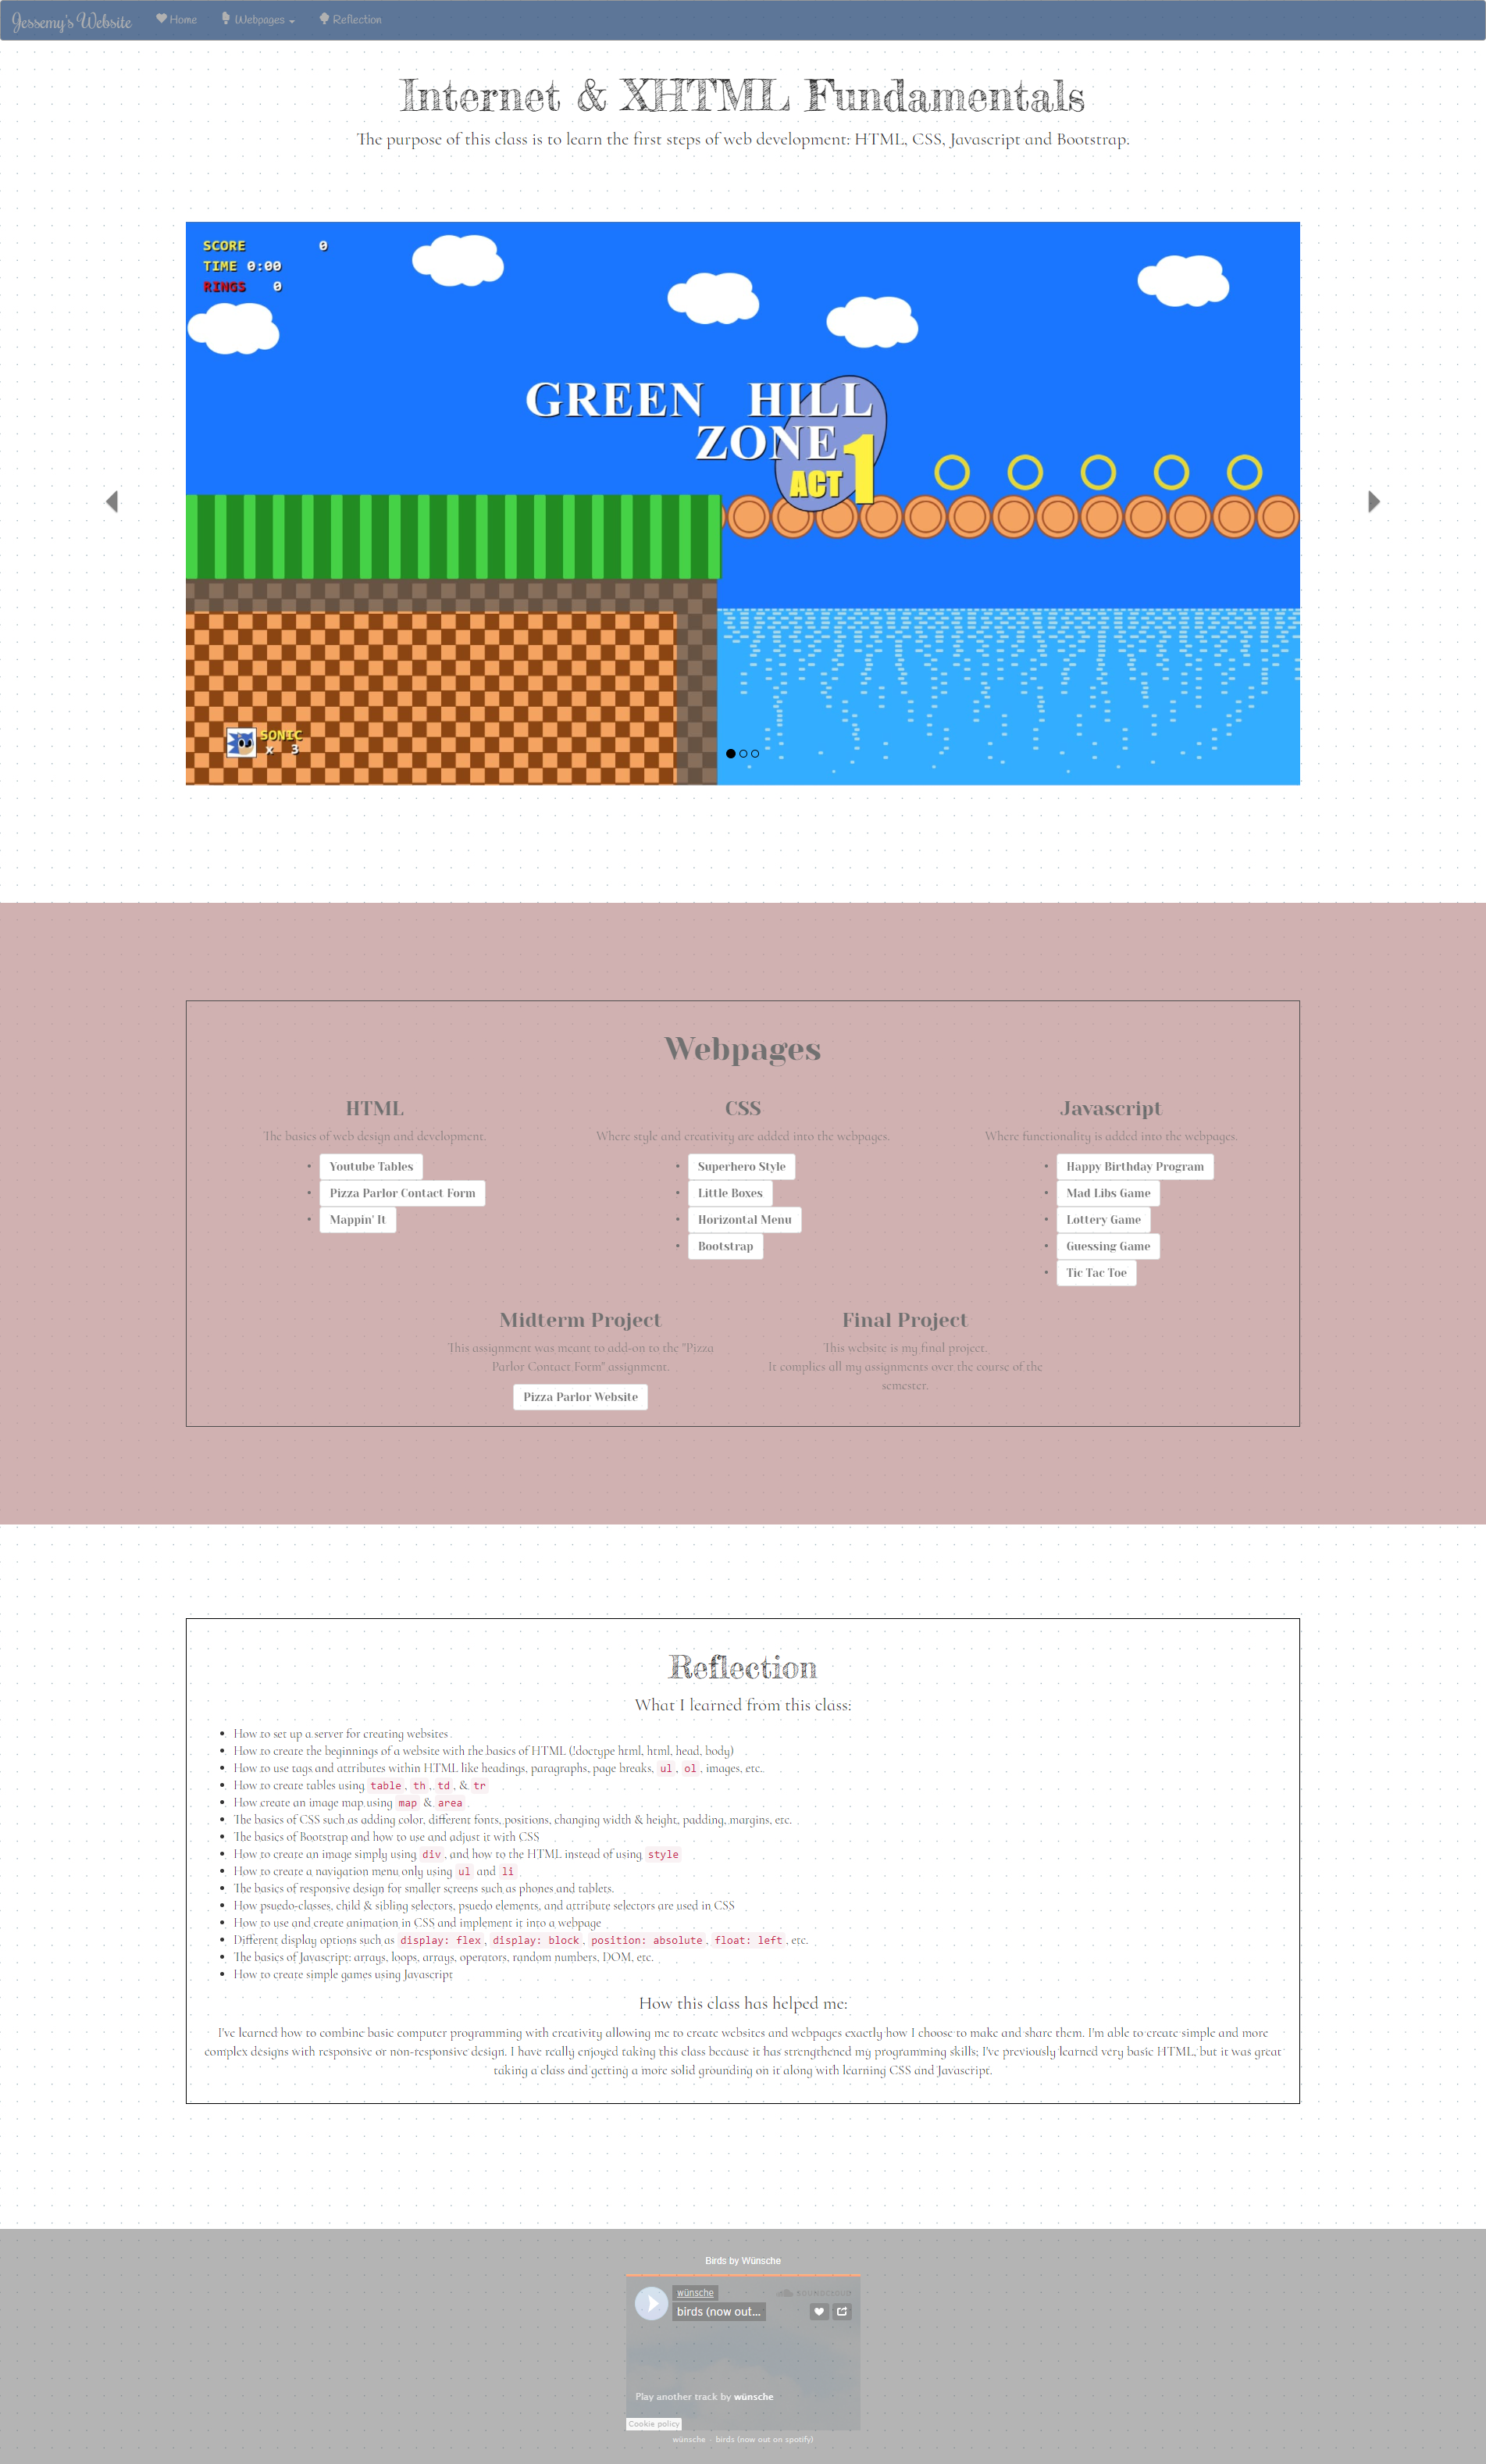 Jessemy's Website Home Webpages Reflection
Internet & XHTML Fundamentals
The purpose of this class is to learn the first steps of web development: HTML, CSS, Javascript and Bootstrap.
SCORE 0
TIME 0:00
RINGS 0
GREEN HILL
ZONE
ACT 1
SONIC
x 3
Webpages
HTML
The basics of web design and development.
Youtube Tables
Pizza Parlor Contact Form
Mappin' It
CSS
Where style and creativity are added into the webpages.
Superhero Style
Little Boxes
Horizontal Menu
Bootstrap
Javascript
Where functionality is added into the webpages.
Happy Birthday Program
Mad Libs Game
Lottery Game
Guessing Game
Tic Tac Toe
Midterm Project
This assignment was meant to add-on to the "Pizza
Parlor Contact Form" assignment.
Pizza Parlor Website
Final Project
This website is my final project.
It complies all my assignments over the course of the
semester.
Reflection
What I learned from this class:
How to set up a server for creating websites
How to create the beginnings of a website with the basics of HTML (!doctype html, html, head, body)
How to use tags and attributes within HTML like headings, paragraphs, page breaks, ul, ol, images, etc.
How to create tables using table, th, td, & tr
How create an image map using map & area
The basics of CSS such as adding color, different fonts, positions, changing width & height, padding, margins, etc.
The basics of Bootstrap and how to use and adjust it with CSS
How to create an image simply using div, and how to the HTML instead of using style
How to create a navigation menu only using ul and li
The basics of responsive design for smaller screens such as phones and tablets.
How psuedo-classes, child & sibling selectors, psuedo elements, and attribute selectors are used in CSS
How to use and create animation in CSS and implement it into a webpage
Different display options such as display: flex, display: block, position: absolute, float: left, etc.
The basics of Javascript: arrays, loops, arrays, operators, random numbers, DOM, etc.
How to create simple games using Javascript
How this class has helped me:
I've learned how to combine basic computer programming with creativity allowing me to create websites and webpages exactly how I choose to make and share them. I'm able to create simple and more
complex designs with responsive or non-responsive design. I have really enjoyed taking this class because it has strengthened my programming skills; I've previously learned very basic HTML, but it was great
taking a class and getting a more solid grounding on it along with learning CSS and Javascript.
Birds by Wünsche
wünsche
SOUNDCLOUD
birds (now out...
Play another track by wünsche
Cookie policy
wünsche · birds (now out on spotify)